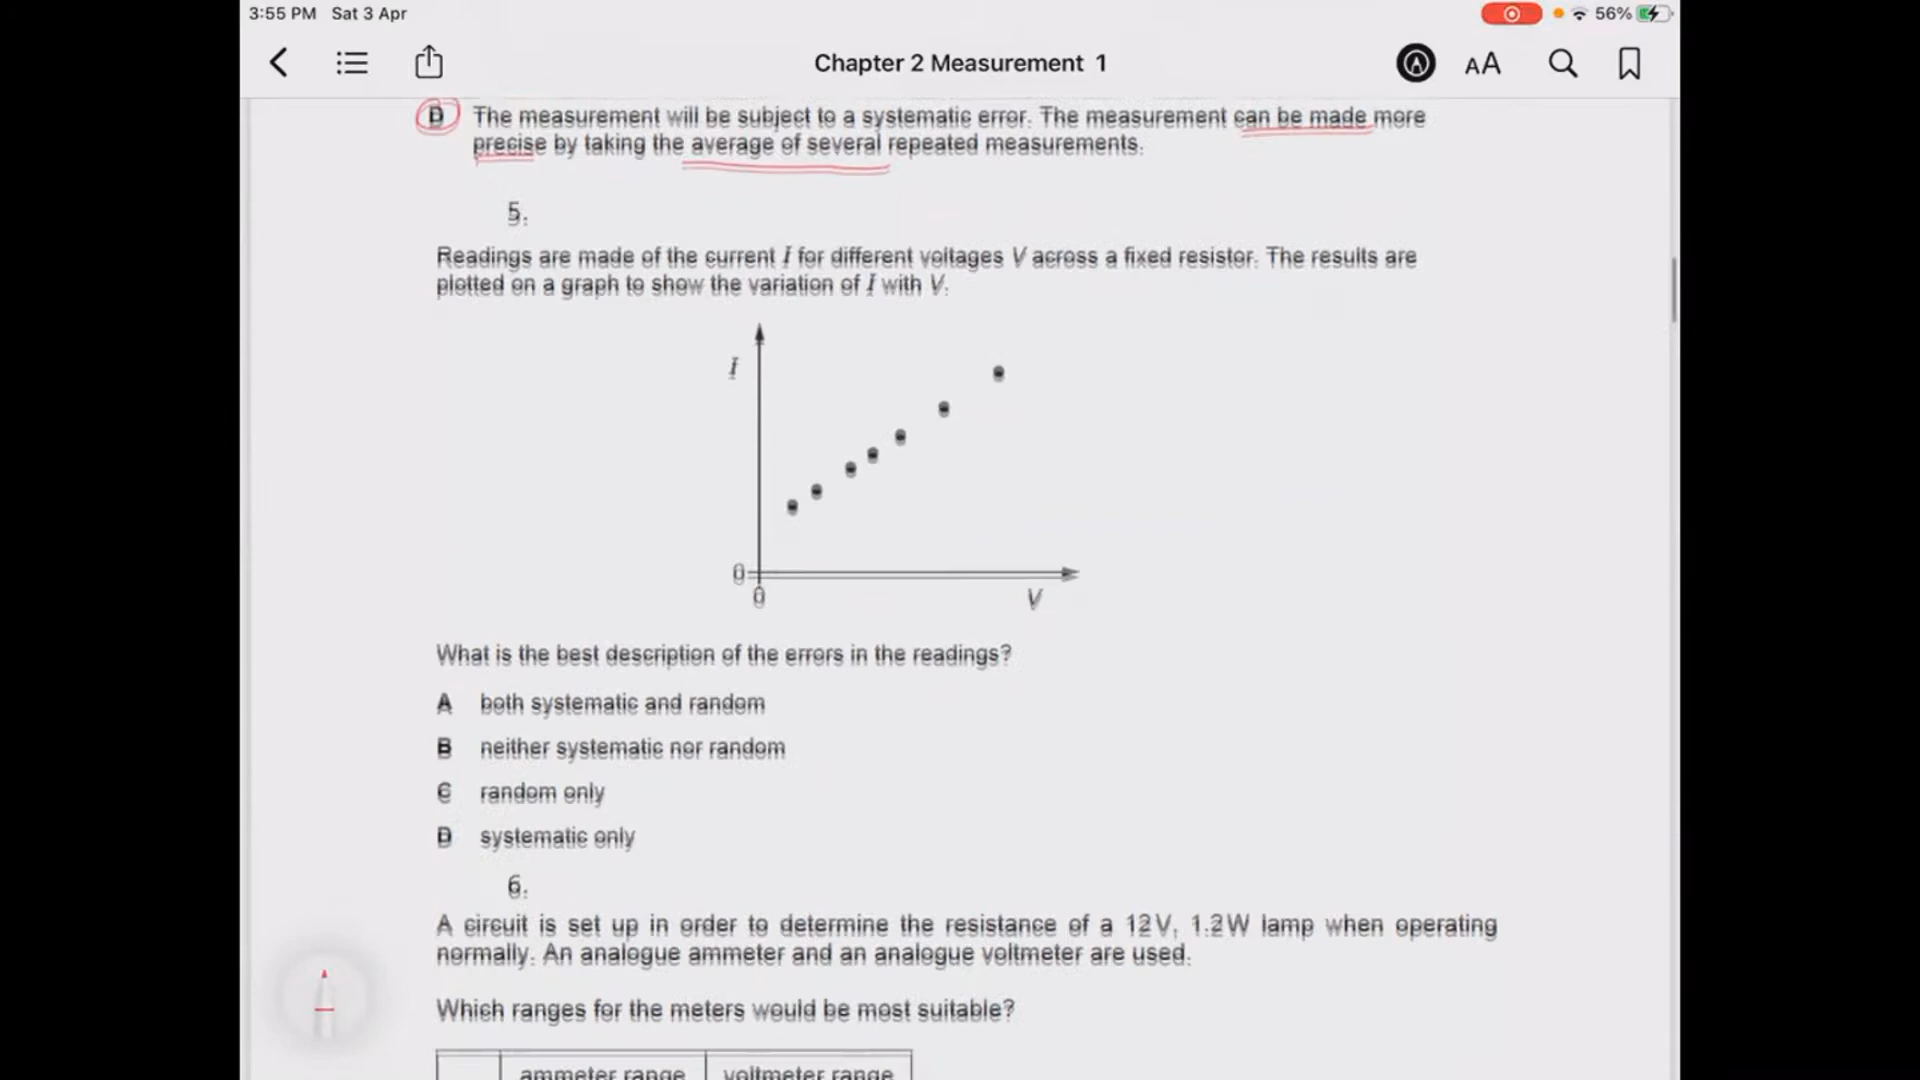 3:55 PM Sat 3 Apr
56%
Chapter 2 Measurement 1
AA
D The measurement will be subject to a systematic error. The measurement can be made more
precise by taking the average of several repeated measurements.
5.
Readings are made of the current I for different voltages V across a fixed resistor. The results are
plotted on a graph to show the variation of I with V.
I
0
0
V
What is the best description of the errors in the readings?
A both systematic and random
B neither systematic nor random
C random only
D systematic only
6.
A circuit is set up in order to determine the resistance of a 12 V, 1.2 W lamp when operating
normally. An analogue ammeter and an analogue voltmeter are used.
Which ranges for the meters would be most suitable?
ammeter range voltmeter range